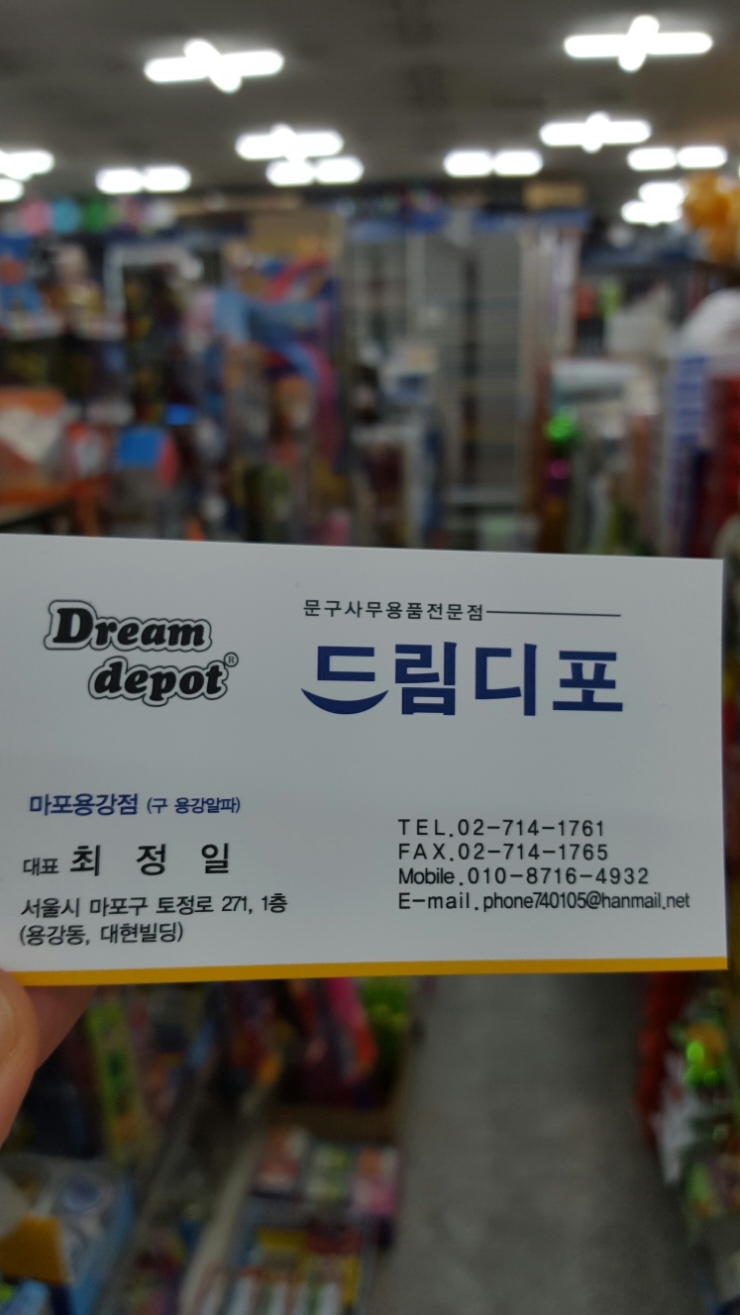 Dream
depot®
문구사무용품전문점
드림디포
마포용강점 (구 용강알파)
대표 최 정 일
서울시 마포구 토정로 271, 1층
(용강동, 대현빌딩)
TEL.02-714-1761
FAX.02-714-1765
Mobile.010-8716-4932
E-mail.phone740105@hanmail.net